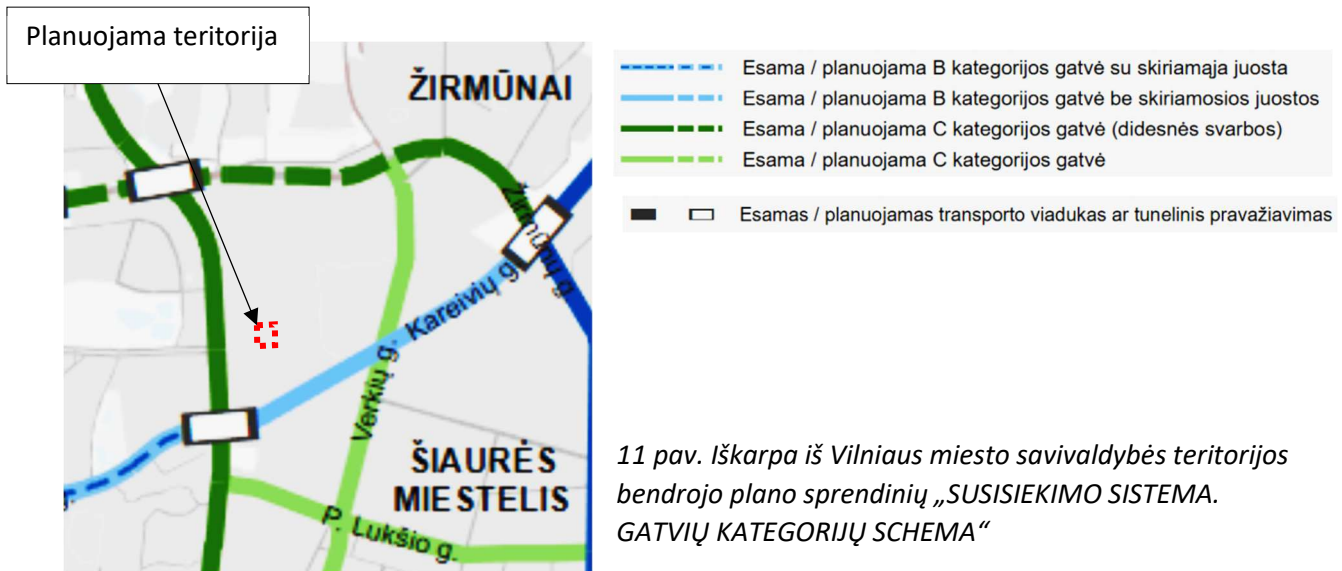 Planuojama teritorija
ŽIRMŪNAI
Žirmūnų g.
Kareivių g.
Verkių g.
ŠIAURĖS
MIESTELIS
P. Lukšio g.
g.
Esama / planuojama B kategorijos gatvė su skiriamąja juosta
Esama / planuojama B kategorijos gatvė be skiriamosios juostos
Esama / planuojama C kategorijos gatvė (didesnės svarbos)
Esama / planuojama C kategorijos gatvė
Esamas / planuojamas transporto viadukas ar tunelinis pravažiavimas
11 pav. Iškarpa iš Vilniaus miesto savivaldybės teritorijos
bendrojo plano sprendinių „SUSISIEKIMO SISTEMA.
GATVIŲ KATEGORIJŲ SCHEMA“